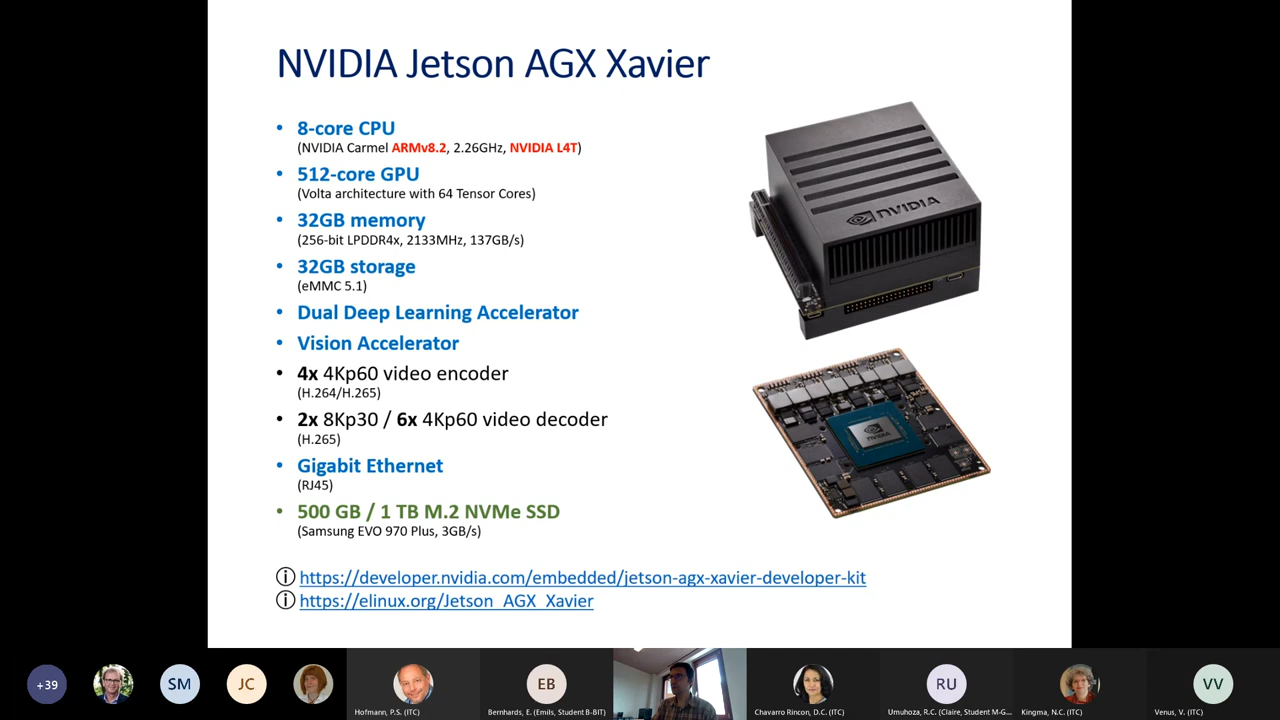 NVIDIA Jetson AGX Xavier
• 8-core CPU
(NVIDIA Carmel ARMv8.2, 2.26GHz, NVIDIA L4T)
• 512-core GPU
(Volta architecture with 64 Tensor Cores)
• 32GB memory
(256-bit LPDDR4x, 2133MHz, 137GB/s)
• 32GB storage
(eMMC 5.1)
• Dual Deep Learning Accelerator
• Vision Accelerator
• 4x 4Kp60 video encoder
(H.264/H.265)
• 2x 8Kp30 / 6x 4Kp60 video decoder
(H.265)
• Gigabit Ethernet
(RJ45)
• 500 GB / 1 TB M.2 NVMe SSD
(Samsung EVO 970 Plus, 3GB/s)
ⓘ https://developer.nvidia.com/embedded/jetson-agx-xavier-developer-kit
ⓘ https://elinux.org/Jetson_AGX_Xavier
NVIDIA
NVIDIA
+39
SM
JC
EB
RU
VV
Hofmann, P.S. (ITC)
Bernhards, E. (Emils, Student B-BIT)
Chavarro Rincon, D.C. (ITC)
Umuhoza, R.C. (Claire, Student M-G...
Kingma, N.C. (ITC)
Venus, V. (ITC)